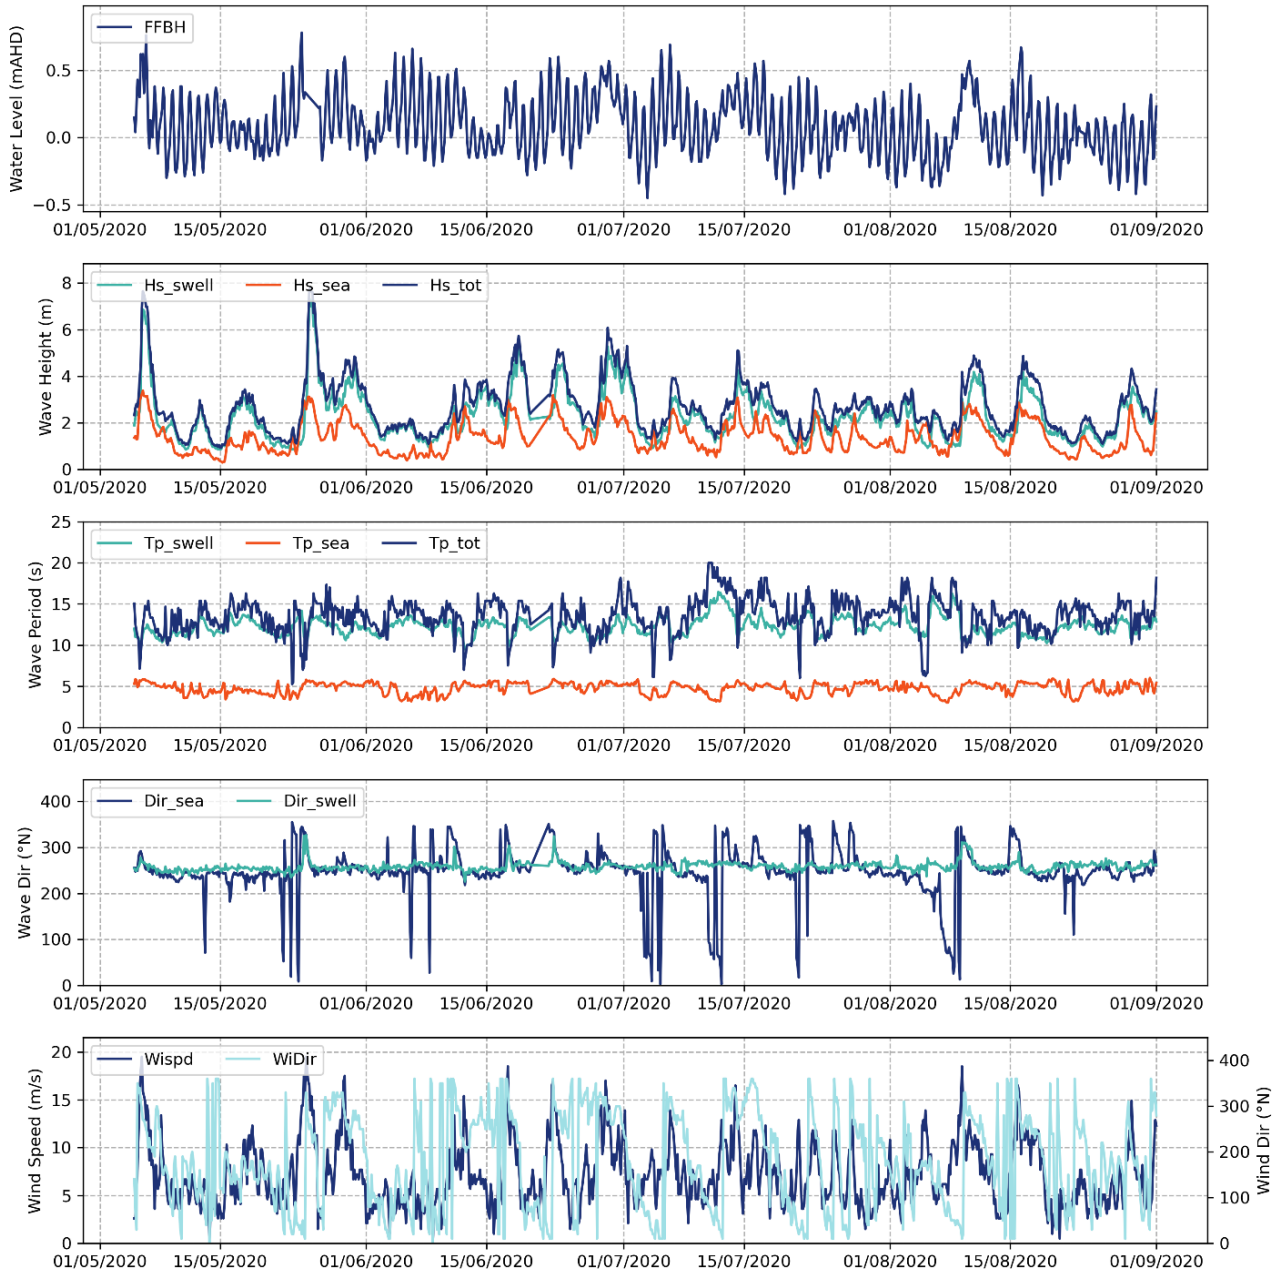 FFBH
Water Level (mAHD)
0.5
0.0
−0.5
01/05/2020 15/05/2020 01/06/2020 15/06/2020 01/07/2020 15/07/2020 01/08/2020 15/08/2020 01/09/2020
Hs_swell Hs_sea Hs_tot
Wave Height (m)
8
6
4
2
0
01/05/2020 15/05/2020 01/06/2020 15/06/2020 01/07/2020 15/07/2020 01/08/2020 15/08/2020 01/09/2020
Tp_swell Tp_sea Tp_tot
Wave Period (s)
25
20
15
10
5
0
01/05/2020 15/05/2020 01/06/2020 15/06/2020 01/07/2020 15/07/2020 01/08/2020 15/08/2020 01/09/2020
Dir_sea Dir_swell
Wave Dir (°N)
400
300
200
100
0
01/05/2020 15/05/2020 01/06/2020 15/06/2020 01/07/2020 15/07/2020 01/08/2020 15/08/2020 01/09/2020
Wispd WiDir
Wind Speed (m/s)
20
15
10
5
0
400
300
200
100
0
Wind Dir (°N)
01/05/2020 15/05/2020 01/06/2020 15/06/2020 01/07/2020 15/07/2020 01/08/2020 15/08/2020 01/09/2020